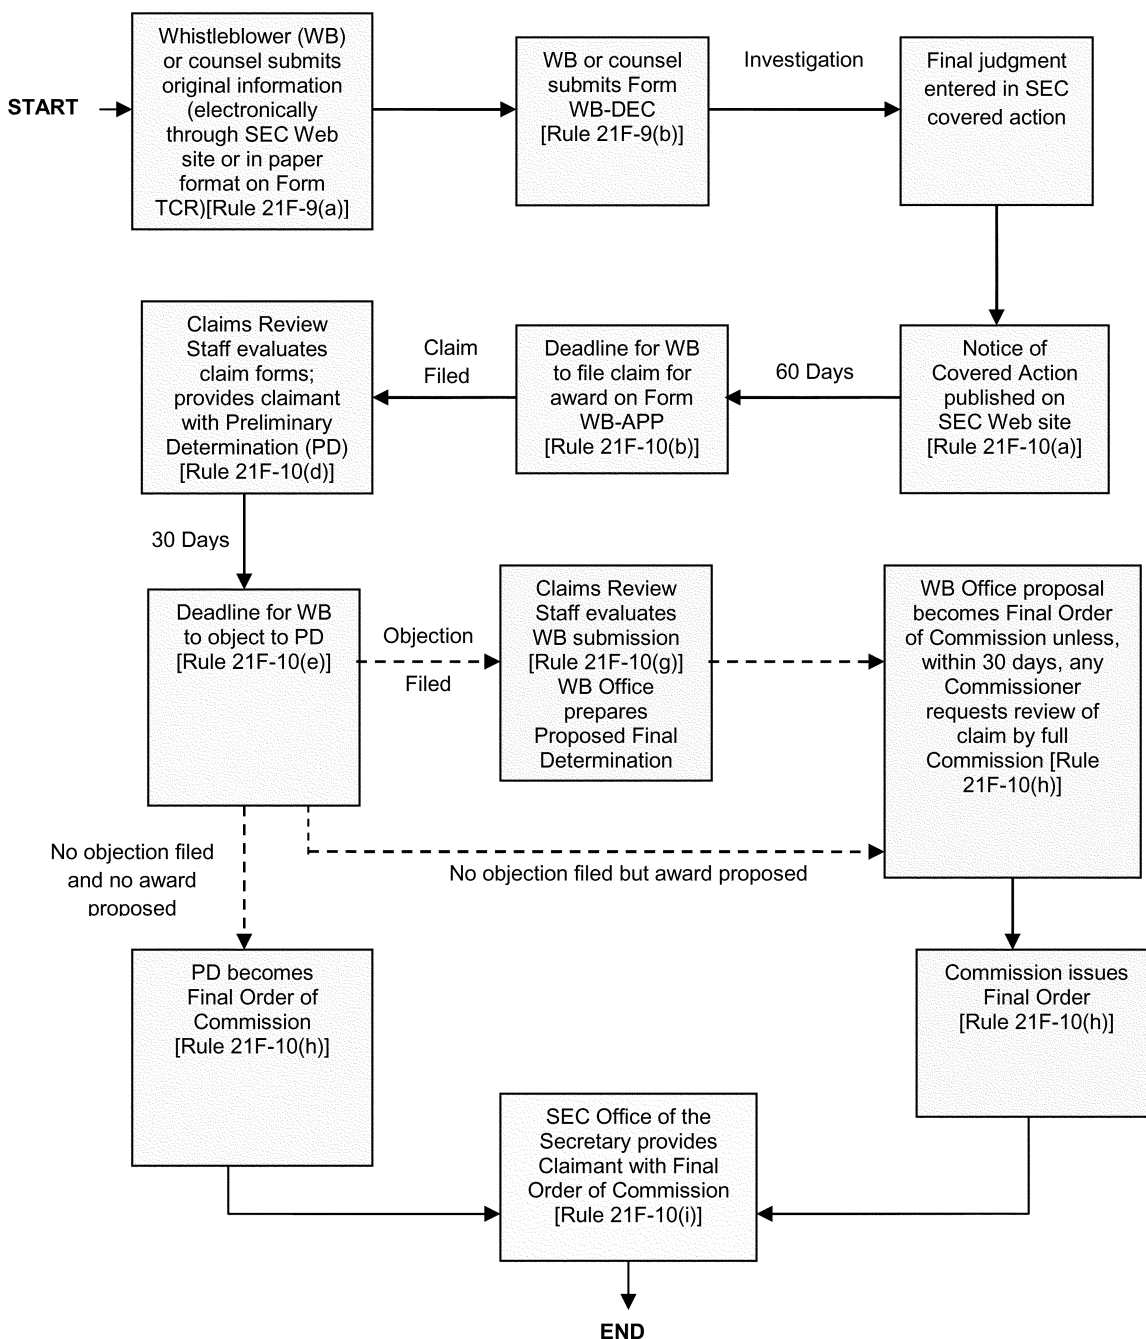 START
Whistleblower (WB)
or counsel submits
original information
(electronically
through SEC Web
site or in paper
format on Form
TCR)[Rule 21F-9(a)]
WB or counsel
submits Form
WB-DEC
[Rule 21F-9(b)]
Investigation
Final judgment
entered in SEC
covered action
Claims Review
Staff evaluates
claim forms;
provides claimant
with Preliminary
Determination (PD)
[Rule 21F-10(d)]
Claim
Filed
Deadline for WB
to file claim for
award on Form
WB-APP
[Rule 21F-10(b)]
60 Days
Notice of
Covered Action
published on
SEC Web site
[Rule 21F-10(a)]
30 Days
Deadline for WB
to object to PD
[Rule 21F-10(e)]
Objection
Filed
Claims Review
Staff evaluates
WB submission
[Rule 21F-10(g)]
WB Office
prepares
Proposed Final
Determination
WB Office proposal
becomes Final Order
of Commission unless,
within 30 days, any
Commissioner
requests review of
claim by full
Commission [Rule
21F-10(h)]
No objection filed
and no award
proposed
No objection filed but award proposed
PD becomes
Final Order of
Commission
[Rule 21F-10(h)]
Commission issues
Final Order
[Rule 21F-10(h)]
SEC Office of the
Secretary provides
Claimant with Final
Order of Commission
[Rule 21F-10(i)]
END